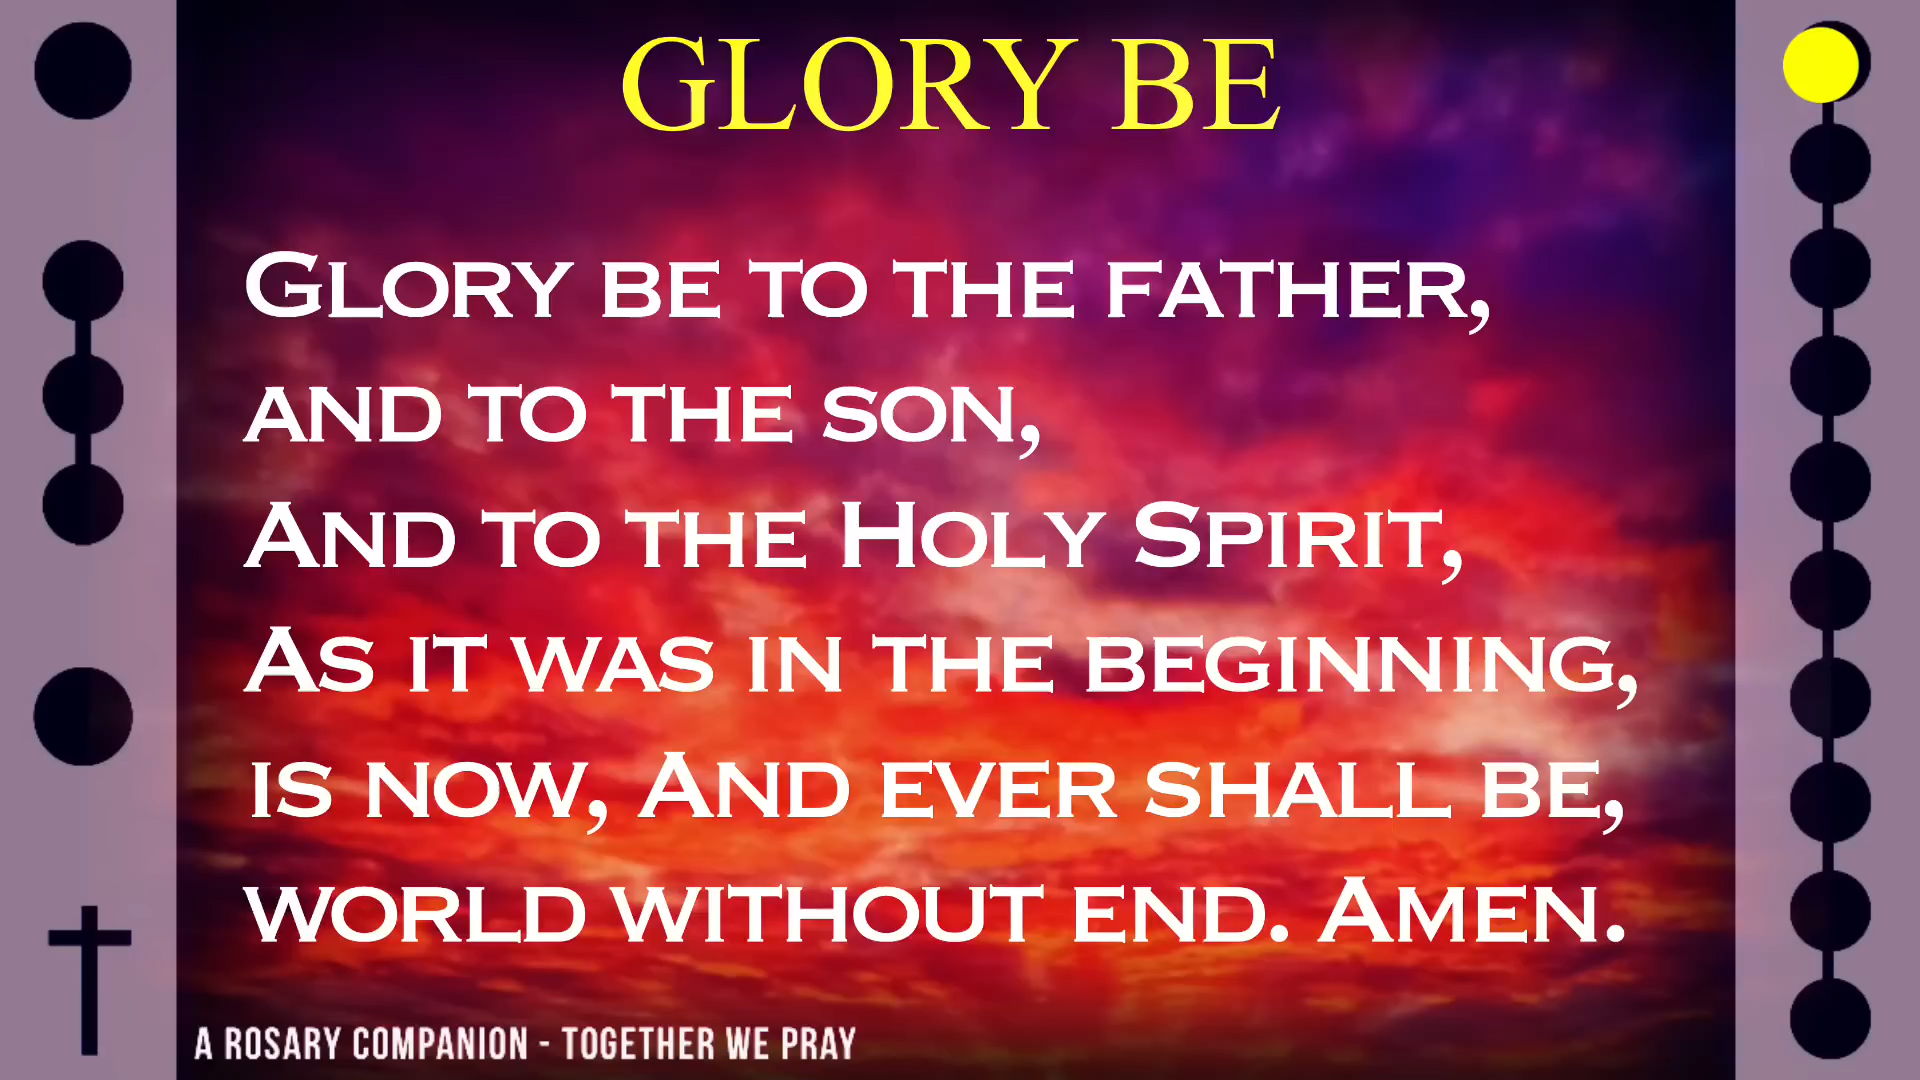 GLORY BE
Glory be to the father,
and to the son,
And to the Holy Spirit,
As it was in the beginning,
is now, And ever shall be,
world without end. Amen.
A ROSARY COMPANION - TOGETHER WE PRAY